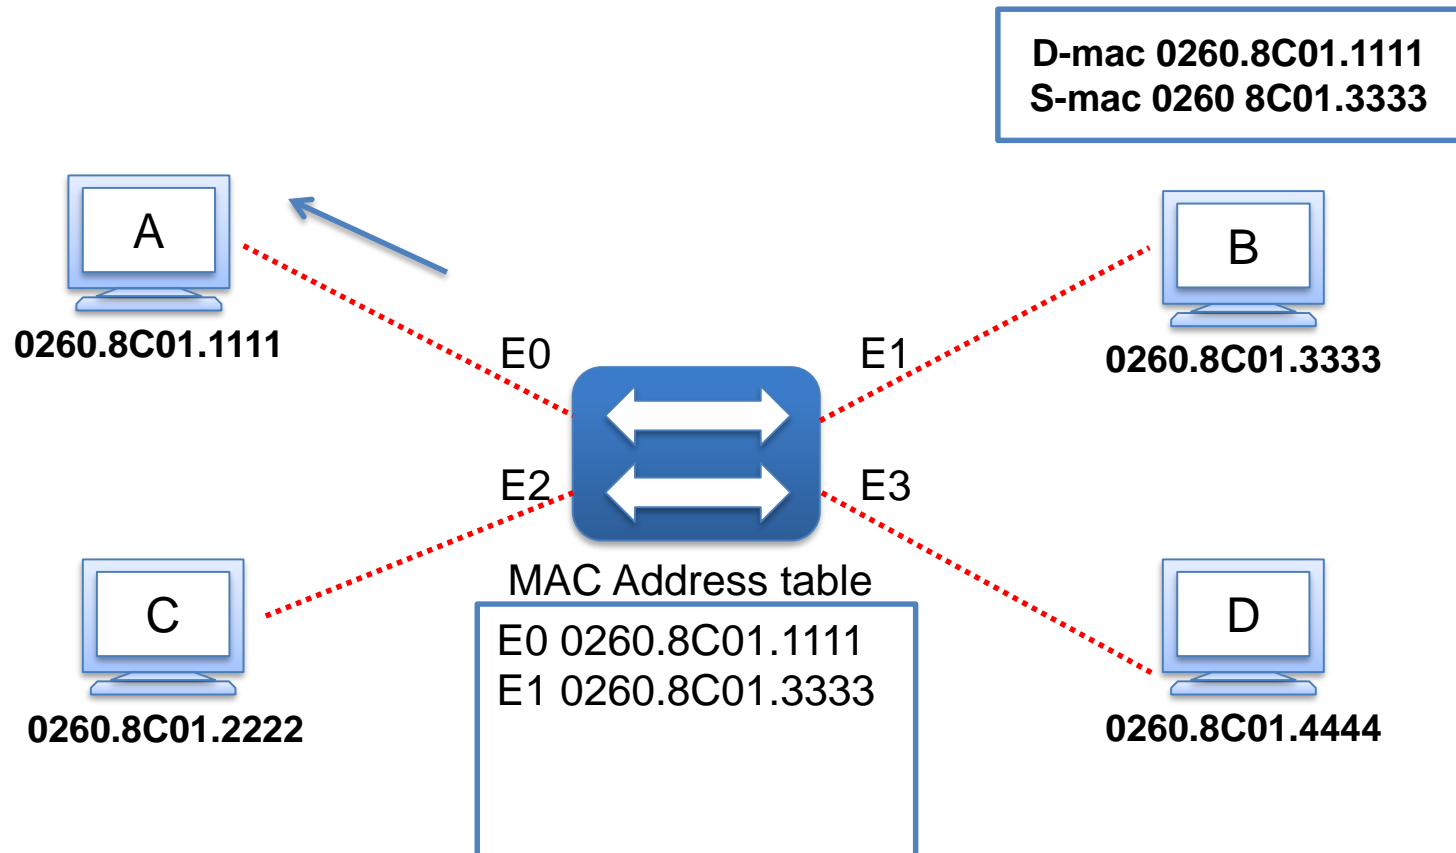 D-mac 0260.8C01.1111
S-mac 0260 8C01.3333
A
B
0260.8C01.1111
E0
E1
0260.8C01.3333
E2
E3
MAC Address table
C
D
E0 0260.8C01.1111
E1 0260.8C01.3333
0260.8C01.2222
0260.8C01.4444